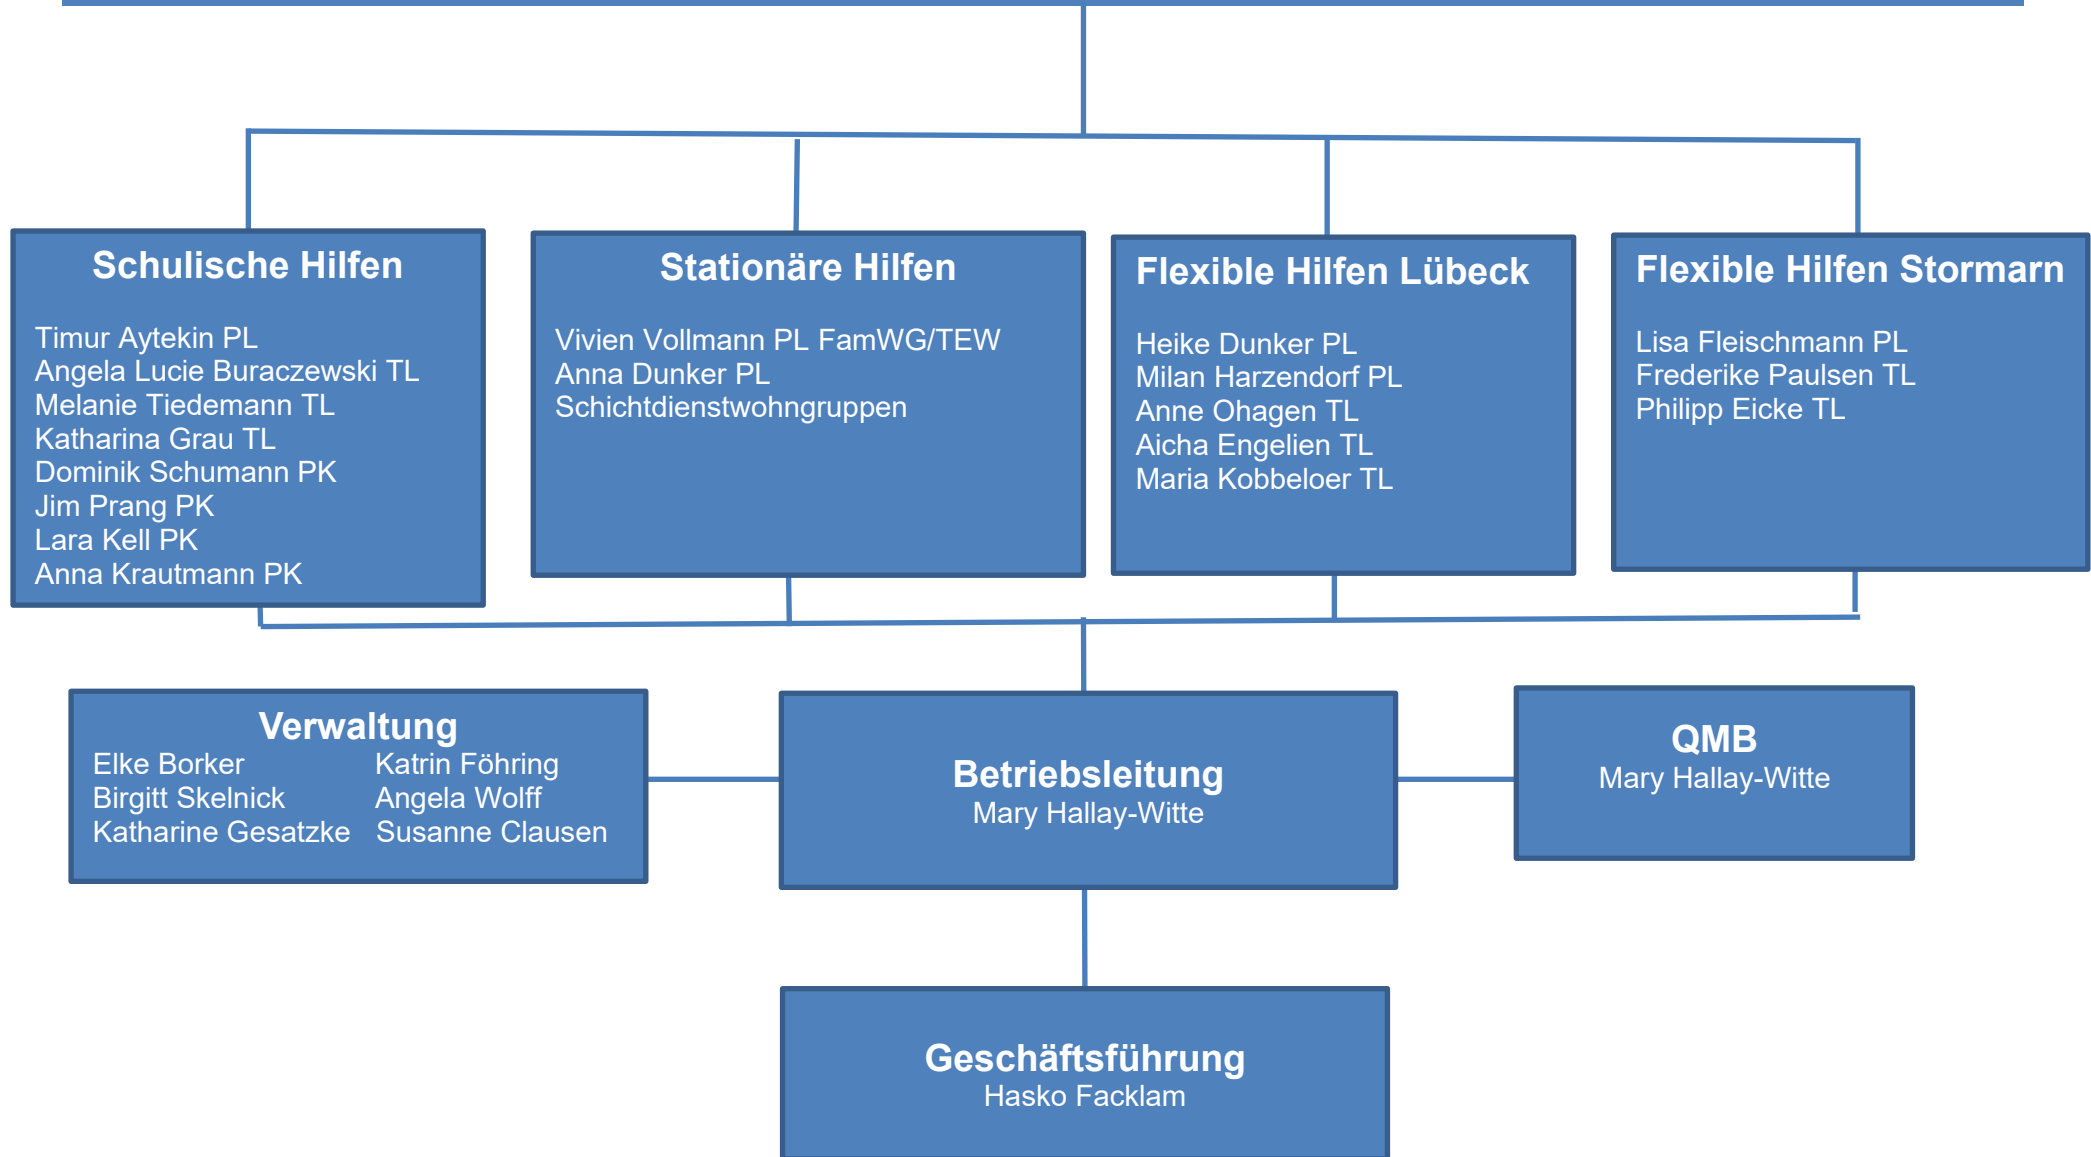 Schulische Hilfen
Timur Aytekin PL
Angela Lucie Buraczewski TL
Melanie Tiedemann TL
Katharina Grau TL
Dominik Schumann PK
Jim Prang PK
Lara Kell PK
Anna Krautmann PK
Stationäre Hilfen
Vivien Vollmann PL FamWG/TEW
Anna Dunker PL
Schichtdienstwohngruppen
Flexible Hilfen Lübeck
Heike Dunker PL
Milan Harzendorf PL
Anne Ohagen TL
Aicha Engelien TL
Maria Kobbeloer TL
Flexible Hilfen Stormarn
Lisa Fleischmann PL
Frederike Paulsen TL
Philipp Eicke TL
Verwaltung
Elke Borker Katrin Föhring
Birgitt Skelnick Angela Wolff
Katharine Gesatzke Susanne Clausen
Betriebsleitung
Mary Hallay-Witte
QMB
Mary Hallay-Witte
Geschäftsführung
Hasko Facklam